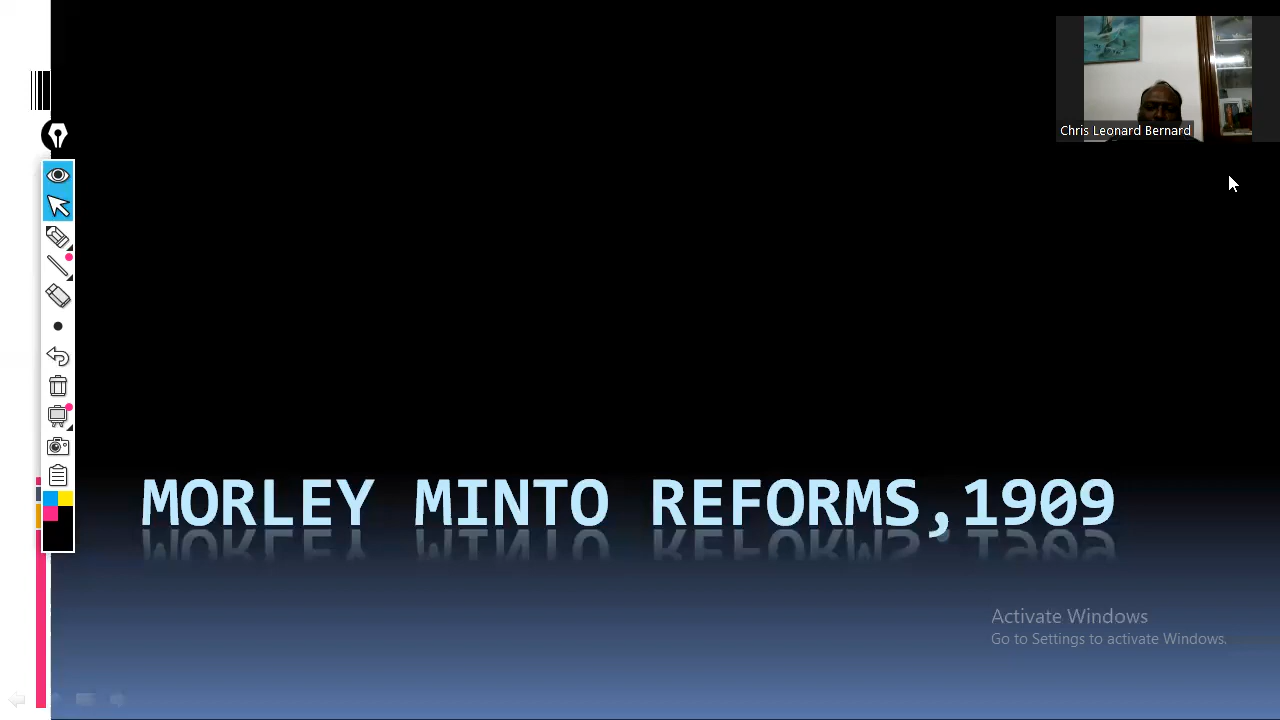 Chris Leonard Bernard
MORLEY MINTO REFORMS,1909
Activate Windows
Go to Settings to activate Windows.